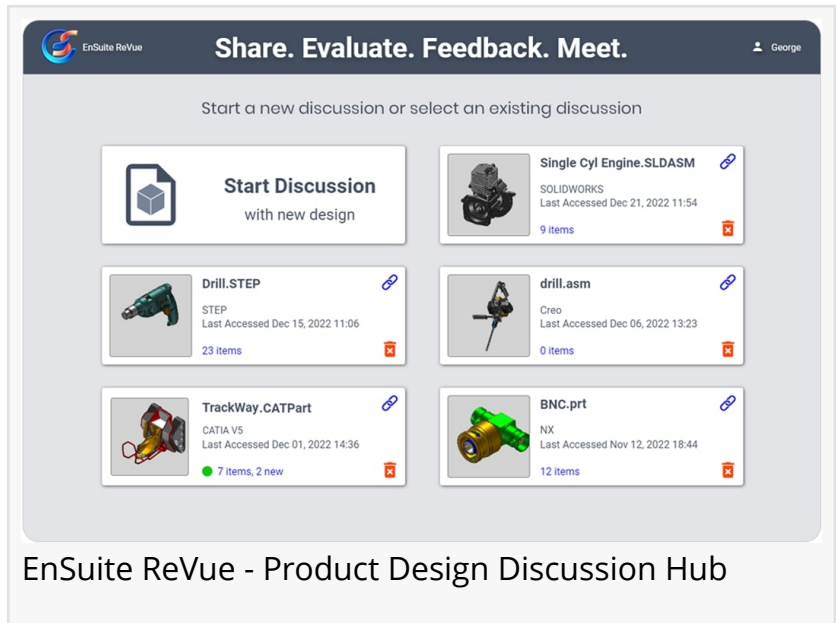 EnSuite ReVue
Share. Evaluate. Feedback. Meet.
George
Start a new discussion or select an existing discussion
Start Discussion
with new design
Single Cyl Engine.SLDASM
SOLIDWORKS
Last Accessed Dec 21, 2022 11:54
9 items
Drill.STEP
STEP
Last Accessed Dec 15, 2022 11:06
23 items
drill.asm
Creo
Last Accessed Dec 06, 2022 13:23
0 items
TrackWay.CATPart
CATIA V5
Last Accessed Dec 01, 2022 14:36
7 items, 2 new
BNC.prt
NX
Last Accessed Nov 12, 2022 18:44
12 items
EnSuite ReVue - Product Design Discussion Hub